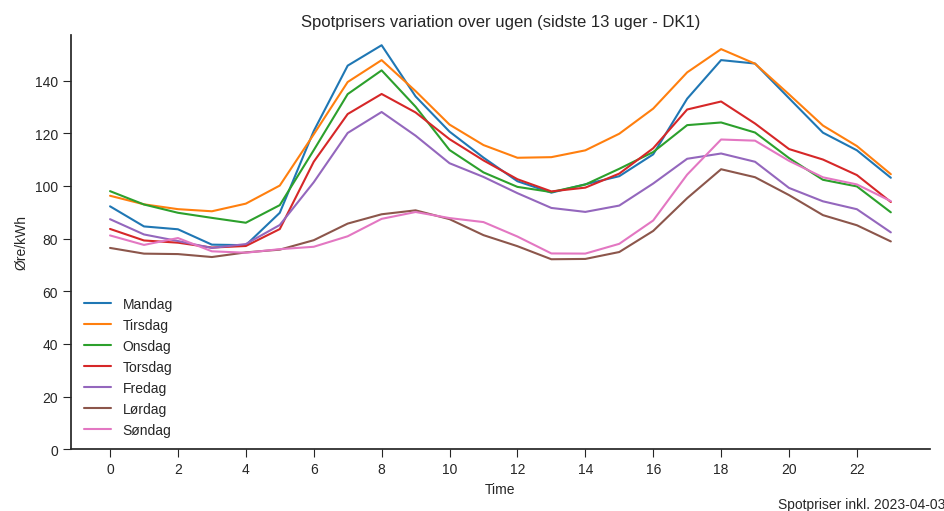 Spotprisers variation over ugen (sidste 13 uger - DK1)
140
120
100
80
60
40
20
0
Øre/kWh
Mandag
Tirsdag
Onsdag
Torsdag
Fredag
Lørdag
Søndag
0 2 4 6 8 10 12 14 16 18 20 22
Time
Spotpriser inkl. 2023-04-03